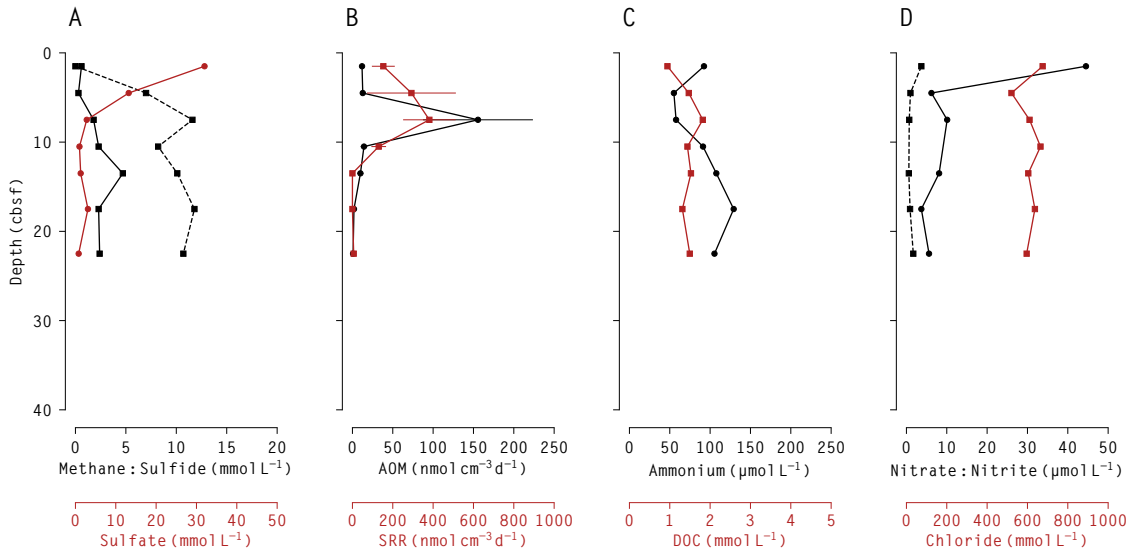 A B C D
0
10
20
30
40
Depth (cbsf)
0 5 10 15 20
Methane : Sulfide (mmol L⁻¹)
0 10 20 30 40 50
Sulfate (mmol L⁻¹)
0 50 100 150 200 250
AOM (nmol cm⁻³ d⁻¹)
0 200 400 600 800 1000
SRR (nmol cm⁻³ d⁻¹)
0 50 100 150 200 250
Ammonium (µmol L⁻¹)
0 1 2 3 4 5
DOC (mmol L⁻¹)
0 10 20 30 40 50
Nitrate : Nitrite (µmol L⁻¹)
0 200 400 600 800 1000
Chloride (mmol L⁻¹)